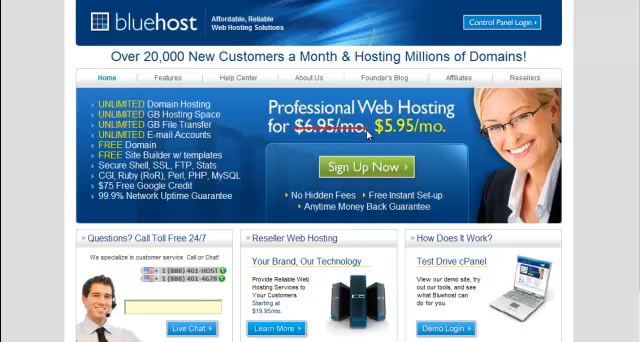 bluehost
Affordable, Reliable
Web Hosting Solutions
Control Panel Login
Over 20,000 New Customers a Month & Hosting Millions of Domains!
Home Features Help Center About Us Founder's Blog Affiliates Resellers
UNLIMITED Domain Hosting
UNLIMITED GB Hosting Space
UNLIMITED GB File Transfer
UNLIMITED E-mail Accounts
FREE Domain
FREE Site Builder w/ templates
Secure Shell, SSL, FTP, Stats
CGI, Ruby (RoR), Perl, PHP, MySQL
$75 Free Google Credit
99.9% Network Uptime Guarantee
Professional Web Hosting
for $6.95/mo. $5.95/mo.
Sign Up Now
No Hidden Fees
Free Instant Set-up
Anytime Money Back Guarantee
Questions? Call Toll Free 24/7
We specialize in customer service. Call or Chat!
1 (888) 401-HOST
1 (888) 401-4678
Live Chat
Reseller Web Hosting
Your Brand, Our Technology
Provide Reliable Web
Hosting Services to
Your Customers
Starting at
$19.95/mo.
Learn More
How Does It Work?
Test Drive cPanel
View our demo site, try
out our tools, and see
what Bluehost can
do for you.
Demo Login